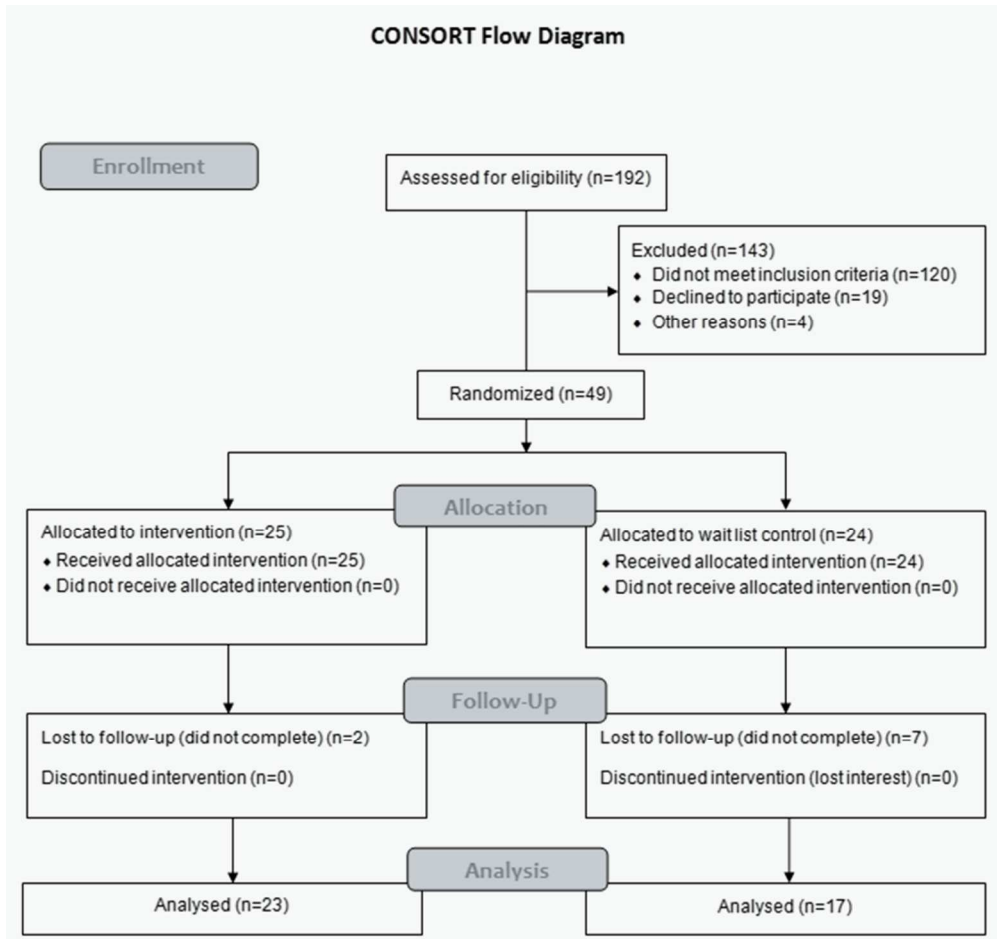 CONSORT Flow Diagram
Enrollment
Assessed for eligibility (n=192)
Excluded (n=143)
⬥ Did not meet inclusion criteria (n=120)
⬥ Declined to participate (n=19)
⬥ Other reasons (n=4)
Randomized (n=49)
Allocation
Allocated to intervention (n=25)
⬥ Received allocated intervention (n=25)
⬥ Did not receive allocated intervention (n=0)
Allocated to wait list control (n=24)
⬥ Received allocated intervention (n=24)
⬥ Did not receive allocated intervention (n=0)
Follow-Up
Lost to follow-up (did not complete) (n=2)
Discontinued intervention (n=0)
Lost to follow-up (did not complete) (n=7)
Discontinued intervention (lost interest) (n=0)
Analysis
Analysed (n=23)
Analysed (n=17)